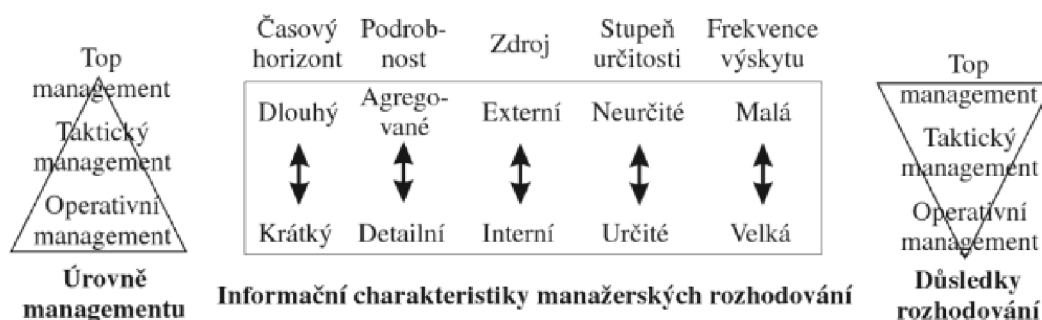 Top
management
Taktický
management
Operativní
management
Úrovně
managementu
Časový
horizont
Podrob-
nost
Zdroj
Stupeň
určitosti
Frekvence
výskytu
Dlouhý
Agrego-
vané
Externí
Neurčité
Malá
Krátký
Detailní
Interní
Určité
Velká
Informační charakteristiky manažerských rozhodování
Top
management
Taktický
management
Operativní
management
Důsledky
rozhodování